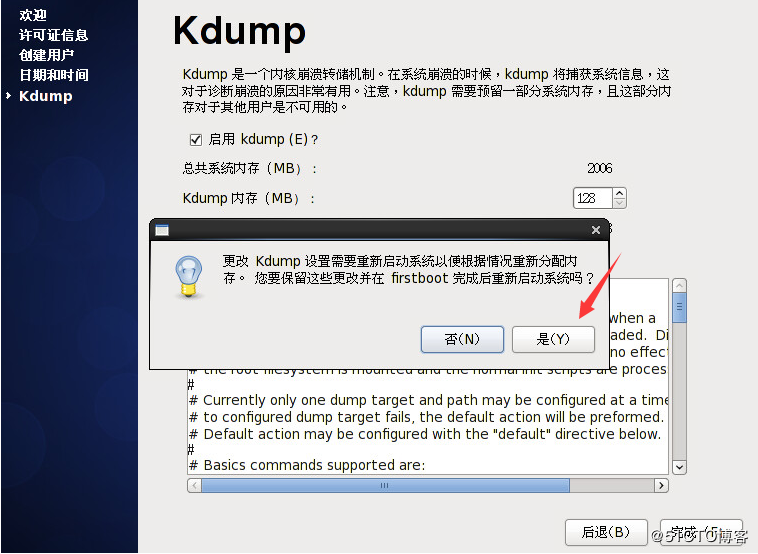 欢迎
许可证信息
创建用户
日期和时间
Kdump
Kdump
Kdump 是一个内核崩溃转储机制。在系统崩溃的时候，kdump 将捕获系统信息，这
对于诊断崩溃的原因非常有用。注意，kdump 需要预留一部分系统内存，且这部分内
存对于其他用户是不可用的。
启用 kdump (E)？
总共系统内存（MB）：
2006
Kdump 内存（MB）：
128
更改 Kdump 设置需要重新启动系统以便根据情况重新分配内
存。 您要保留这些更改并在 firstboot 完成后重新启动系统吗？
否(N)
是(Y)
when a
aded. Di
no effec
# the root filesystem is mounted and the normal init scripts are proces
#
# Currently only one dump target and path may be configured at a time
# to configured dump target fails, the default action will be preformed.
# Default action may be configured with the "default" directive below.
#
# Basics commands supported are:
后退(B)
完成
@51CTO博客